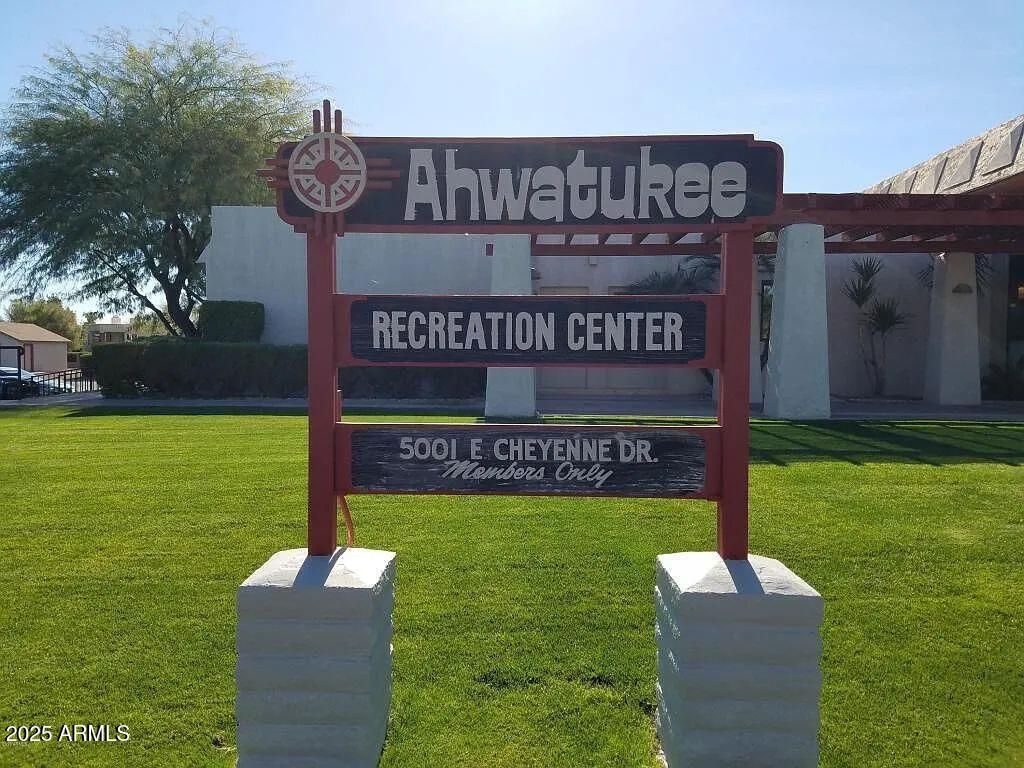 Ahwatukee
RECREATION CENTER
5001 E CHEYENNE DR.
Members Only
2025 ARMLS